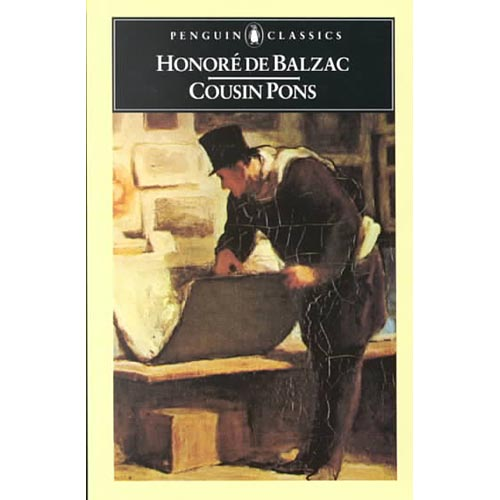 PENGUIN CLASSICS
HONORÉ DE BALZAC
COUSIN PONS